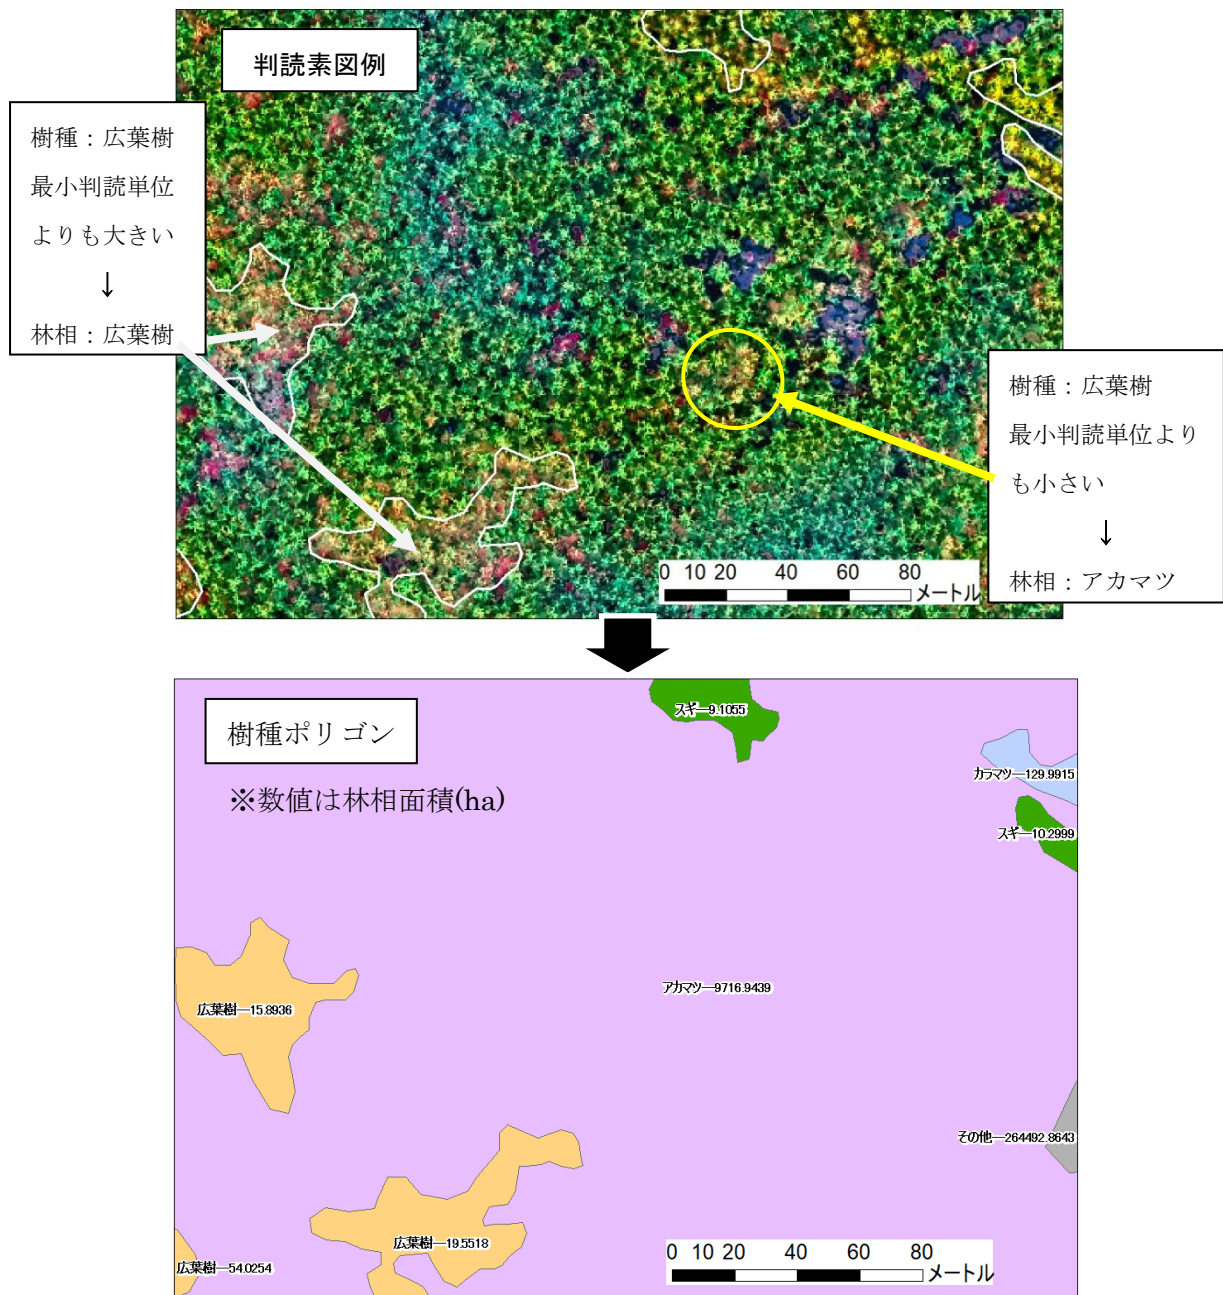 判読素図例
樹種：広葉樹
最小判読単位
よりも大きい
↓
林相：広葉樹
樹種：広葉樹
最小判読単位より
も小さい
↓
林相：アカマツ
0 10 20 40 60 80
メートル
樹種ポリゴン
※数値は林相面積(ha)
スギ―9.1055
カラマツ―129.9915
スギ―10.2999
アカマツ―9716.9439
広葉樹―15.8936
その他―264492.8643
広葉樹―19.5518
広葉樹―54.0254
0 10 20 40 60 80
メートル